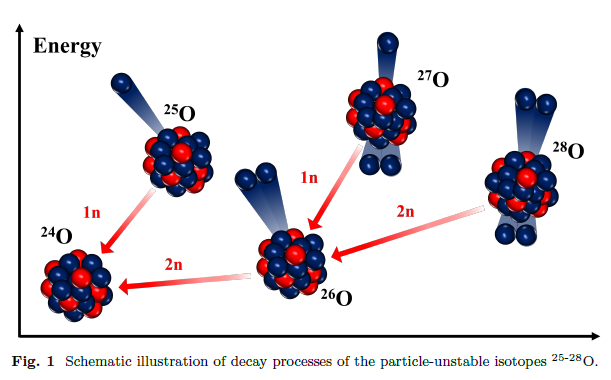 Energy
27O
25O
28O
1n
2n
1n
24O
2n
26O
Fig. 1 Schematic illustration of decay processes of the particle-unstable isotopes 25-28O.